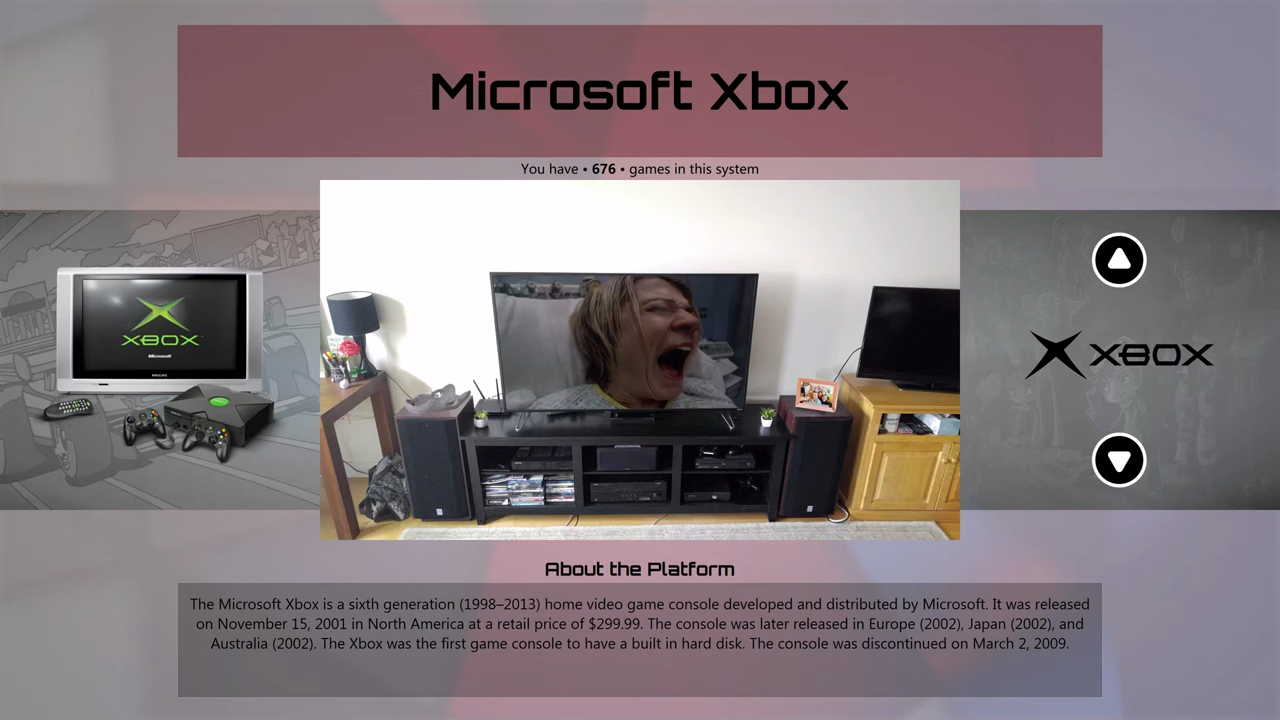 Microsoft Xbox
You have • 676 • games in this system
XBOX
Microsoft
PHILIPS
XBOX
About the Platform
The Microsoft Xbox is a sixth generation (1998–2013) home video game console developed and distributed by Microsoft. It was released
on November 15, 2001 in North America at a retail price of $299.99. The console was later released in Europe (2002), Japan (2002), and
Australia (2002). The Xbox was the first game console to have a built in hard disk. The console was discontinued on March 2, 2009.